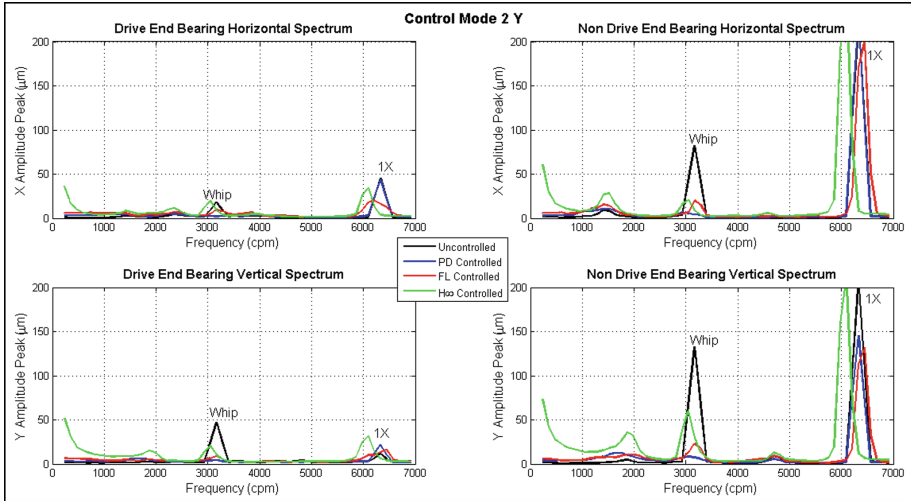 Control Mode 2 Y
Drive End Bearing Horizontal Spectrum
200
150
100
50
0
X Amplitude Peak (µm)
Whip
1X
0 1000 2000 3000 4000 5000 6000 7000
Frequency (cpm)
Non Drive End Bearing Horizontal Spectrum
200
150
100
50
0
X Amplitude Peak (µm)
Whip
1X
0 1000 2000 3000 4000 5000 6000 7000
Frequency (cpm)
Uncontrolled
PD Controlled
FL Controlled
H∞ Controlled
Drive End Bearing Vertical Spectrum
200
150
100
50
0
Y Amplitude Peak (µm)
Whip
1X
0 1000 2000 3000 4000 5000 6000 7000
Frequency (cpm)
Non Drive End Bearing Vertical Spectrum
200
150
100
50
0
Y Amplitude Peak (µm)
Whip
1X
0 1000 2000 3000 4000 5000 6000 7000
Frequency (cpm)